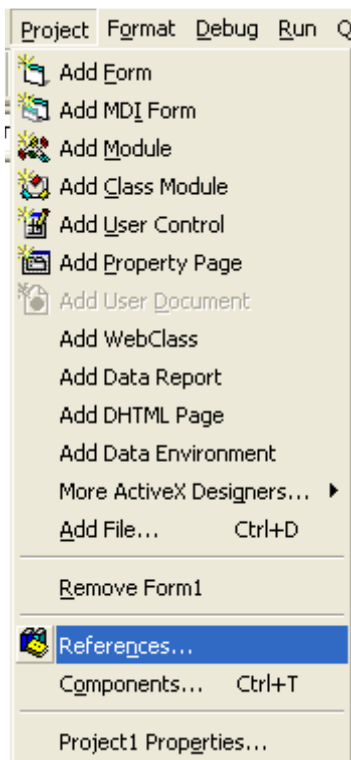 Project Format Debug Run Q
Add Form
Add MDI Form
Add Module
Add Class Module
Add User Control
Add Property Page
Add User Document
Add WebClass
Add Data Report
Add DHTML Page
Add Data Environment
More ActiveX Designers...
Add File... Ctrl+D
Remove Form1
References...
Components... Ctrl+T
Project1 Properties...